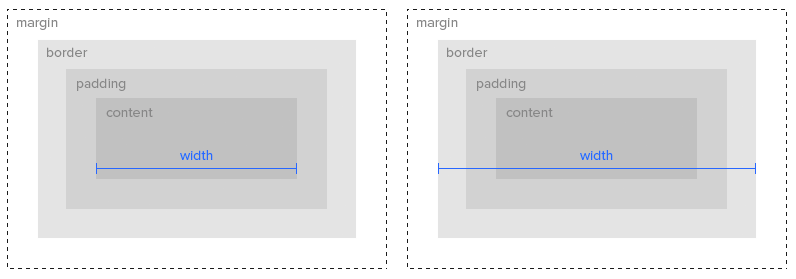 margin
border
padding
content
width
margin
border
padding
content
width